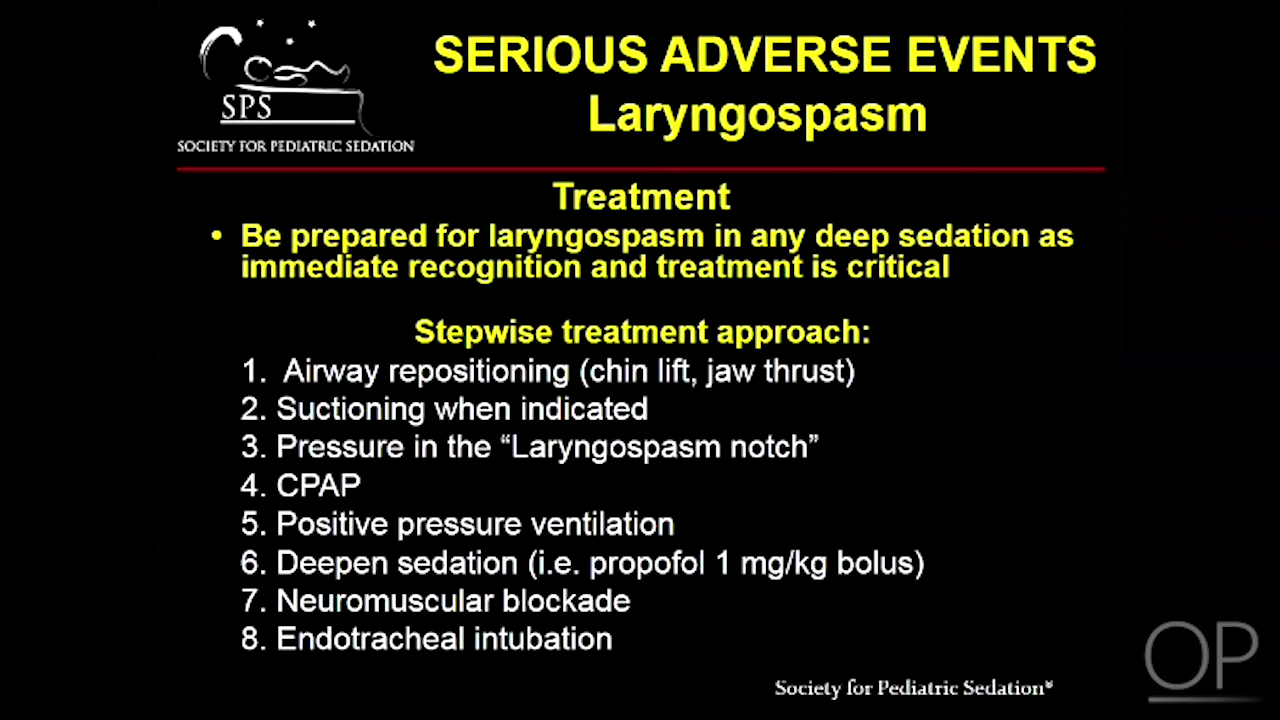 SERIOUS ADVERSE EVENTS
Laryngospasm
SPS
SOCIETY FOR PEDIATRIC SEDATION
Treatment
• Be prepared for laryngospasm in any deep sedation as
immediate recognition and treatment is critical
Stepwise treatment approach:
1. Airway repositioning (chin lift, jaw thrust)
2. Suctioning when indicated
3. Pressure in the “Laryngospasm notch”
4. CPAP
5. Positive pressure ventilation
6. Deepen sedation (i.e. propofol 1 mg/kg bolus)
7. Neuromuscular blockade
8. Endotracheal intubation
Society for Pediatric Sedation®
OP